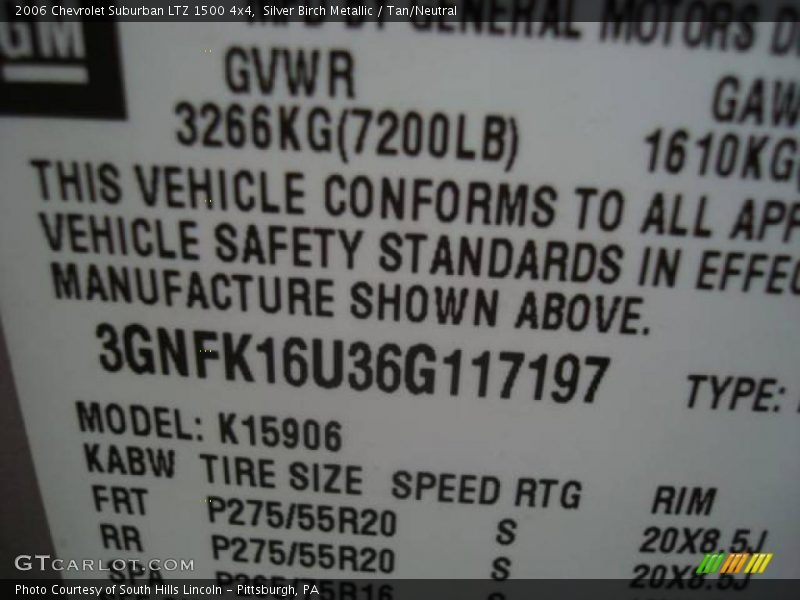 2006 Chevrolet Suburban LTZ 1500 4x4, Silver Birch Metallic / Tan/Neutral
GM
GENERAL MOTORS
GVWR
GAW
3266KG(7200LB)
1610KG
THIS VEHICLE CONFORMS TO ALL APP
VEHICLE SAFETY STANDARDS IN EFFEC
MANUFACTURE SHOWN ABOVE.
3GNFK16U36G117197
TYPE:
MODEL: K15906
KABW TIRE SIZE SPEED RTG RIM
FRT P275/55R20 S 20X8.5J
RR P275/55R20 S 20X8.5J
SPA
GTCARLOT.COM
Photo Courtesy of South Hills Lincoln - Pittsburgh, PA